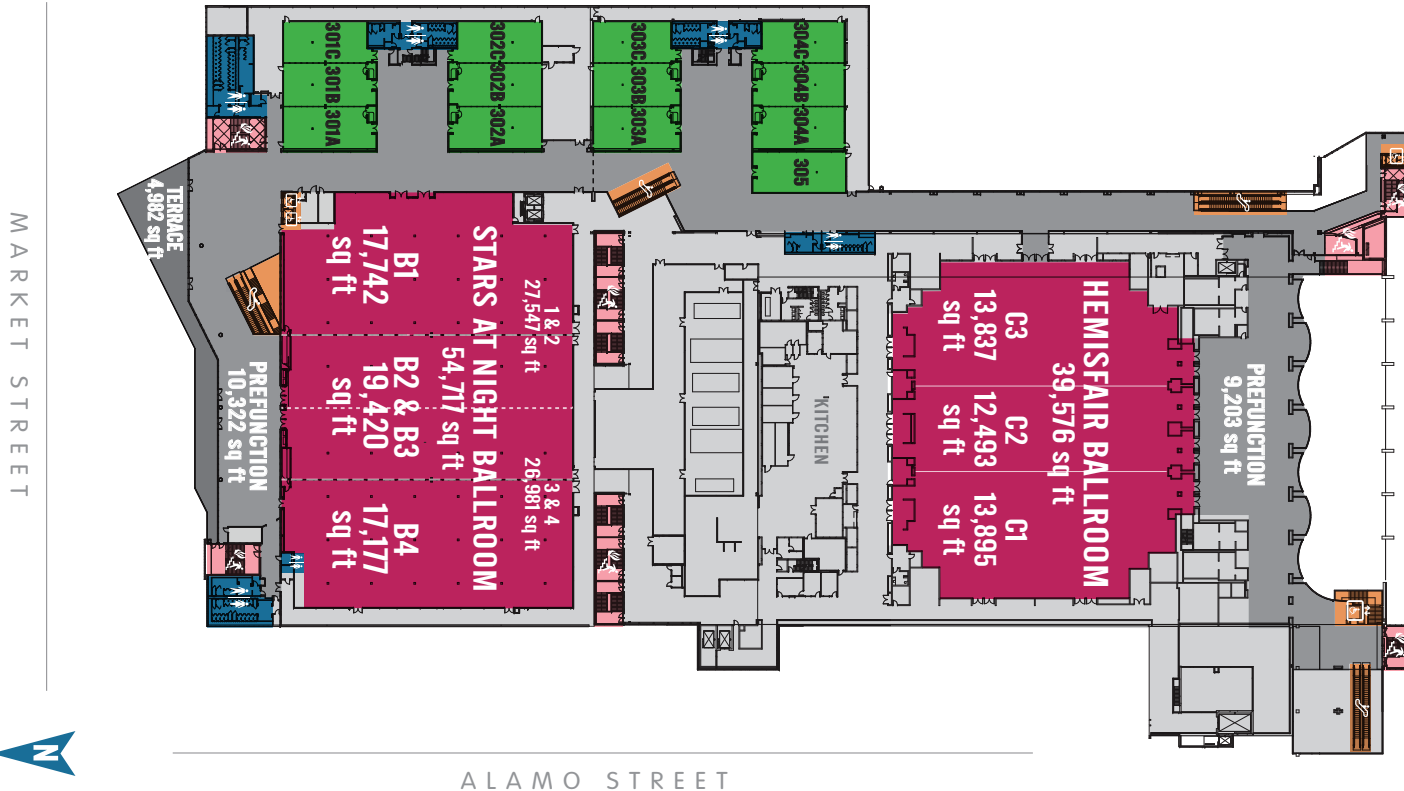 301C
301B
301A
302C
302B
302A
303C
303B
303A
304C
304B
304A
305
TERRACE
4,982 sq ft
PREFUNCTION
10,322 sq ft
STARS AT NIGHT BALLROOM
54,717 sq ft
1 & 2
27,547 sq ft
3 & 4
26,981 sq ft
B1
17,742
sq ft
B2 & B3
19,420
sq ft
B4
17,177
sq ft
KITCHEN
HEMISFAIR BALLROOM
39,576 sq ft
C3
13,837
sq ft
C2
12,493
sq ft
C1
13,895
sq ft
PREFUNCTION
9,203 sq ft
MARKET STREET
N
ALAMO STREET